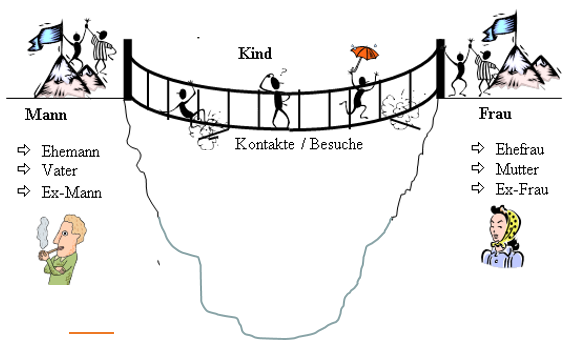 Kind
Mann
Frau
Kontakte / Besuche
⇨ Ehemann
⇨ Vater
⇨ Ex-Mann
⇨ Ehefrau
⇨ Mutter
⇨ Ex-Frau